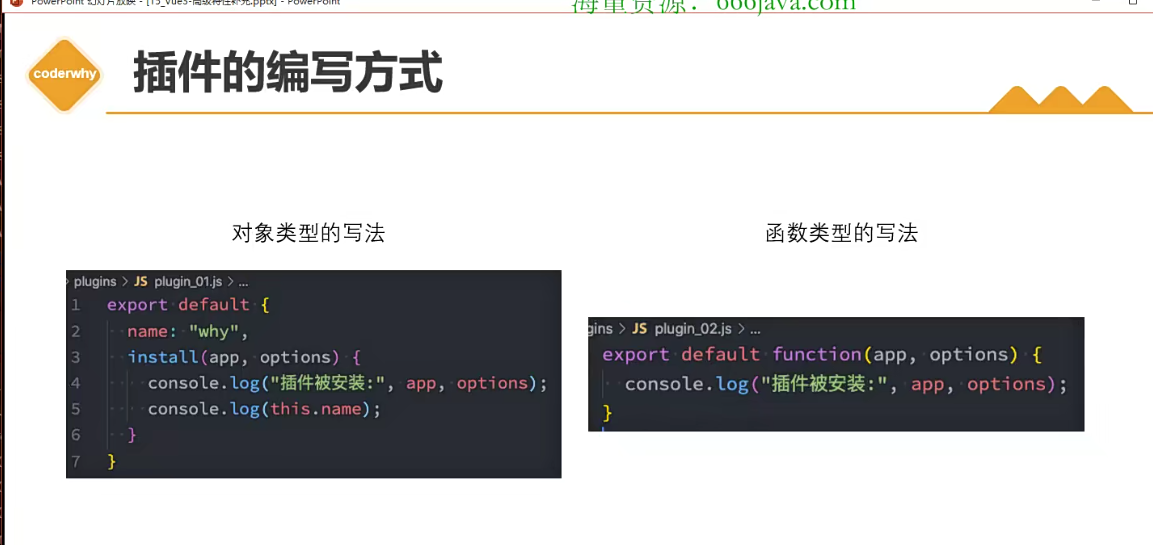 PowerPoint 幻灯片放映 - [15_Vue3-高级特性补充.pptx] - PowerPoint
海量资源：666java.com
coderwhy
插件的编写方式
对象类型的写法
函数类型的写法
plugins > JS plugin_01.js > ...
1 export default {
2 name: "why",
3 install(app, options) {
4 console.log("插件被安装:", app, options);
5 console.log(this.name);
6 }
7 }
gins > JS plugin_02.js > ...
export default function(app, options) {
console.log("插件被安装:", app, options);
}